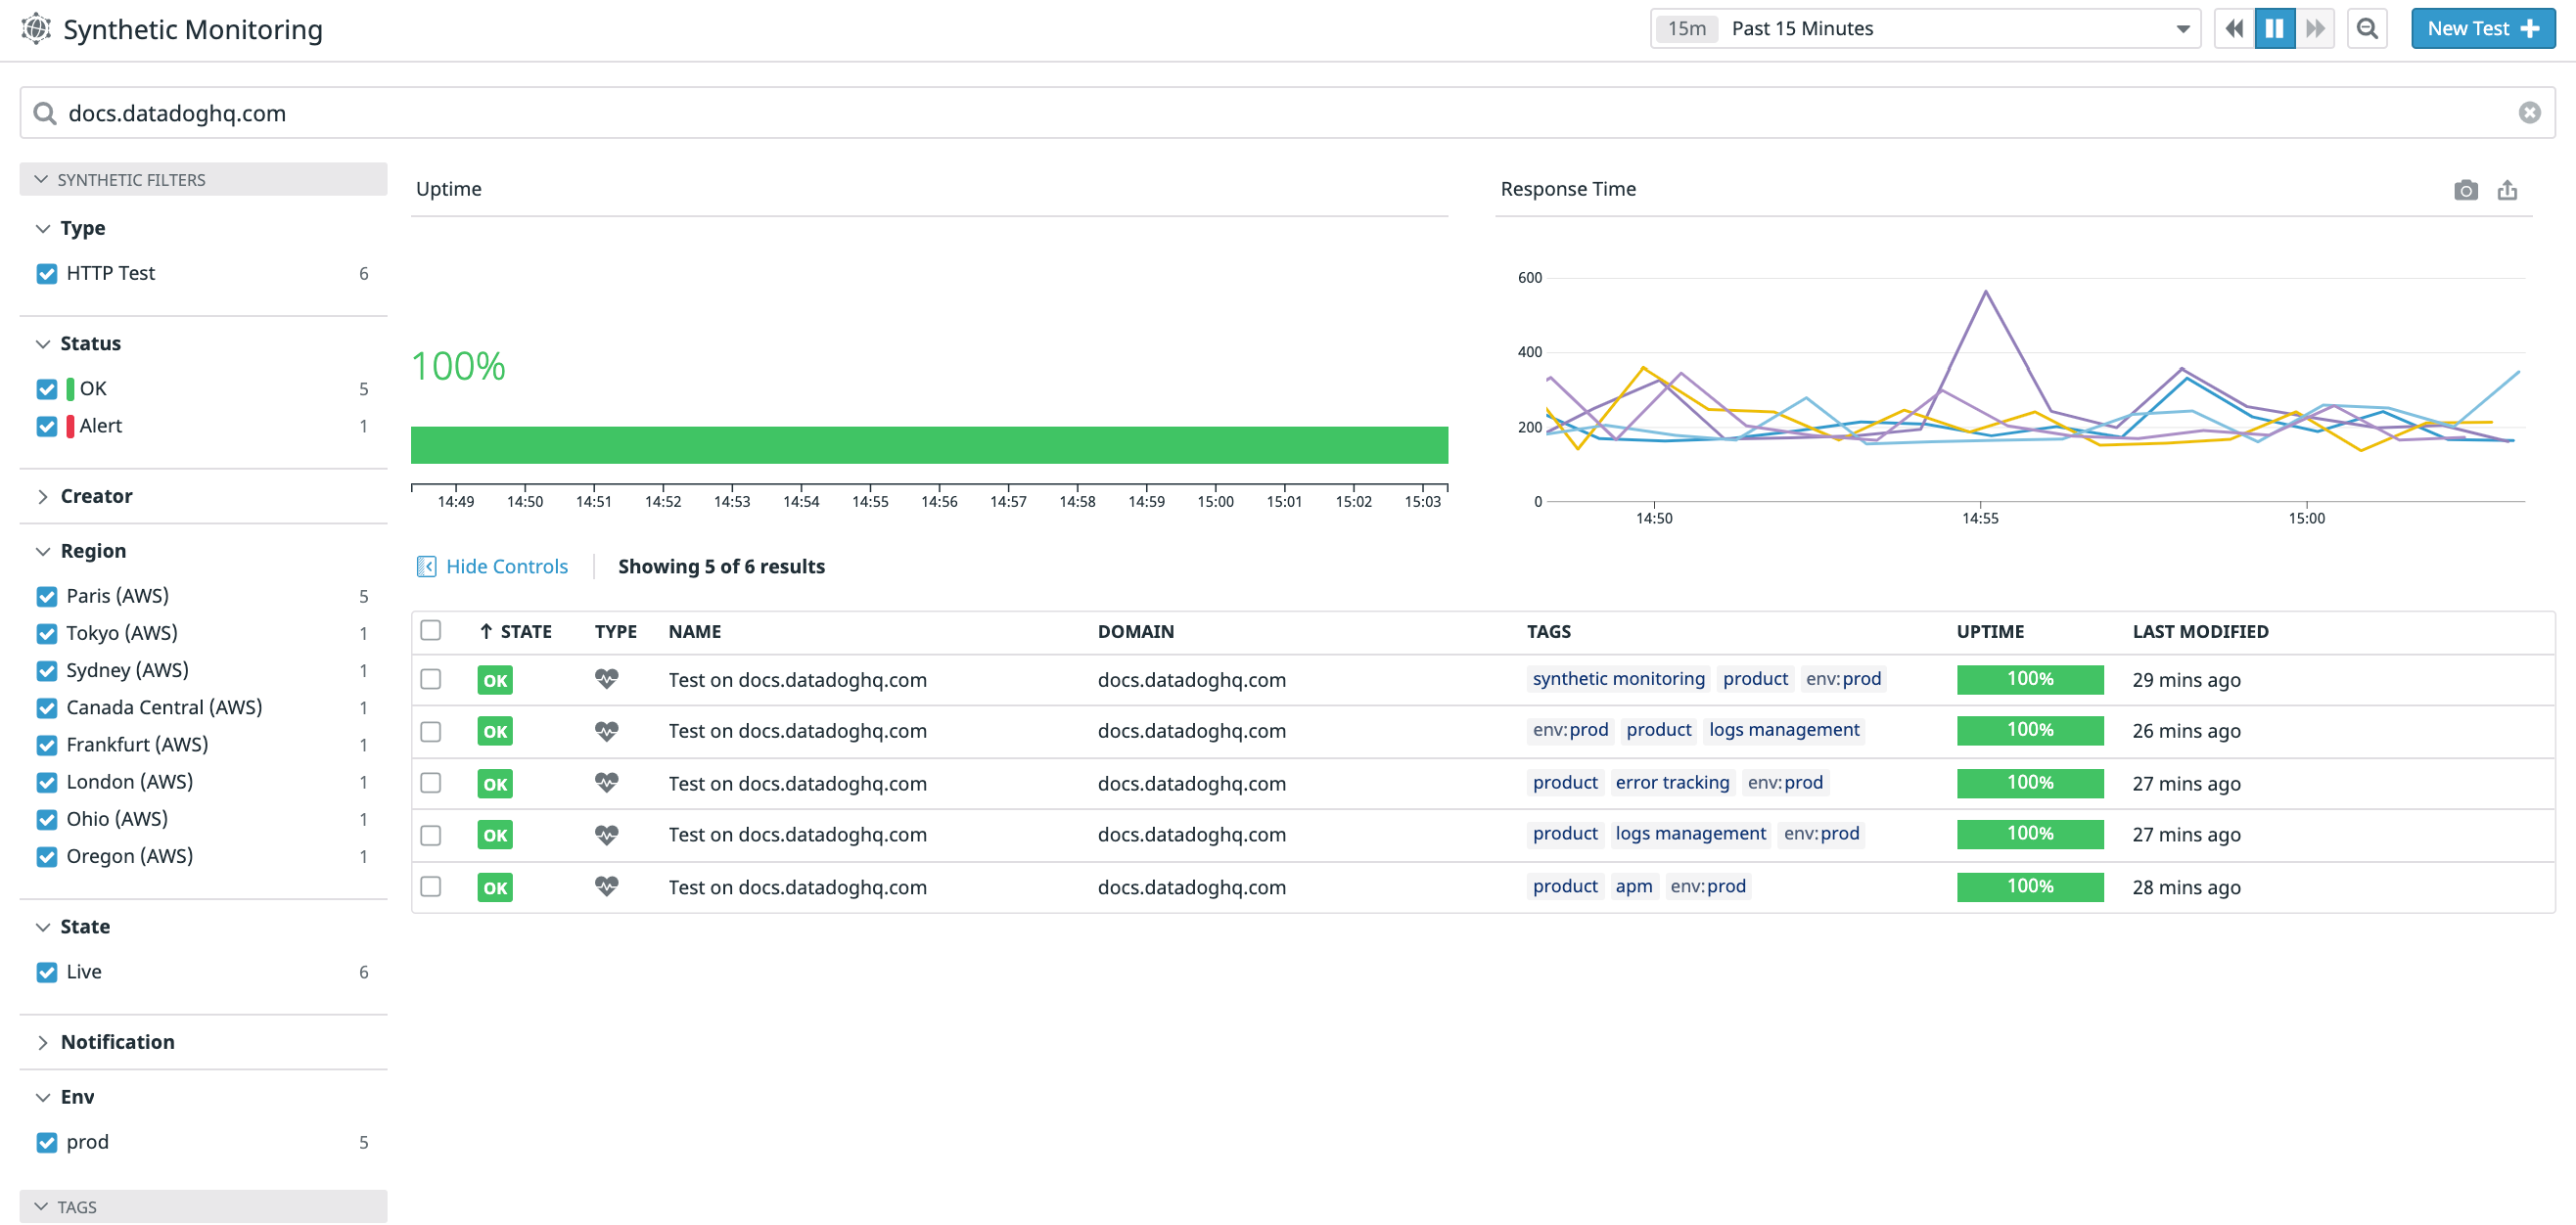 Synthetic Monitoring
15m Past 15 Minutes
New Test
docs.datadoghq.com
SYNTHETIC FILTERS
Type
HTTP Test 6
Status
OK 5
Alert 1
Creator
Region
Paris (AWS) 5
Tokyo (AWS) 1
Sydney (AWS) 1
Canada Central (AWS) 1
Frankfurt (AWS) 1
London (AWS) 1
Ohio (AWS) 1
Oregon (AWS) 1
State
Live 6
Notification
Env
prod 5
TAGS
Uptime
100%
14:49 14:50 14:51 14:52 14:53 14:54 14:55 14:56 14:57 14:58 14:59 15:00 15:01 15:02 15:03
Response Time
600
400
200
0
14:50 14:55 15:00
Hide Controls Showing 5 of 6 results
STATE TYPE NAME DOMAIN TAGS UPTIME LAST MODIFIED
OK Test on docs.datadoghq.com docs.datadoghq.com synthetic monitoring product env:prod 100% 29 mins ago
OK Test on docs.datadoghq.com docs.datadoghq.com env:prod product logs management 100% 26 mins ago
OK Test on docs.datadoghq.com docs.datadoghq.com product error tracking env:prod 100% 27 mins ago
OK Test on docs.datadoghq.com docs.datadoghq.com product logs management env:prod 100% 27 mins ago
OK Test on docs.datadoghq.com docs.datadoghq.com product apm env:prod 100% 28 mins ago